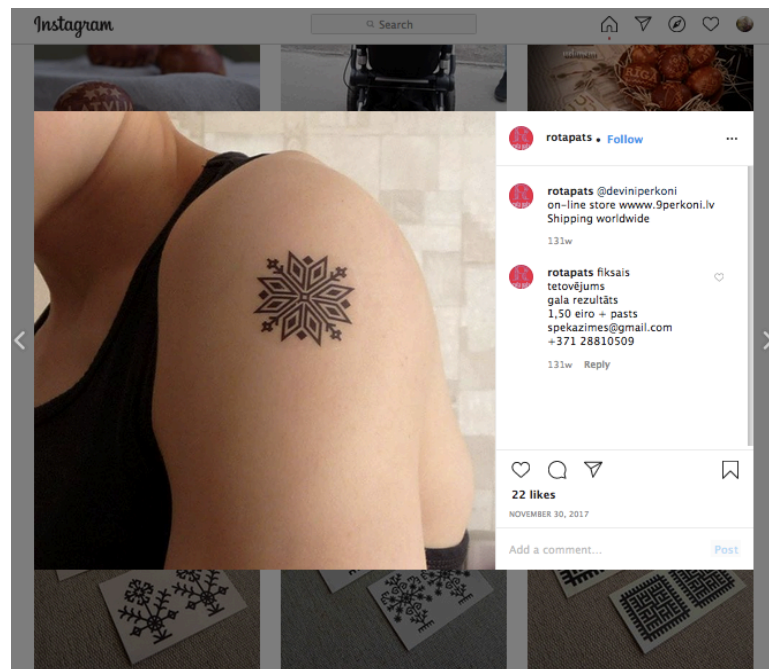 Instagram
Search
LATVIJ
RIGA
rotapats • Follow
rotapats @deviniperkoni
on-line store wwww.9perkoni.lv
Shipping worldwide
131w
rotapats fiksais
tetovējums
gala rezultāts
1,50 eiro + pasts
spekazimes@gmail.com
+371 28810509
131w Reply
22 likes
NOVEMBER 30, 2017
Add a comment... Post